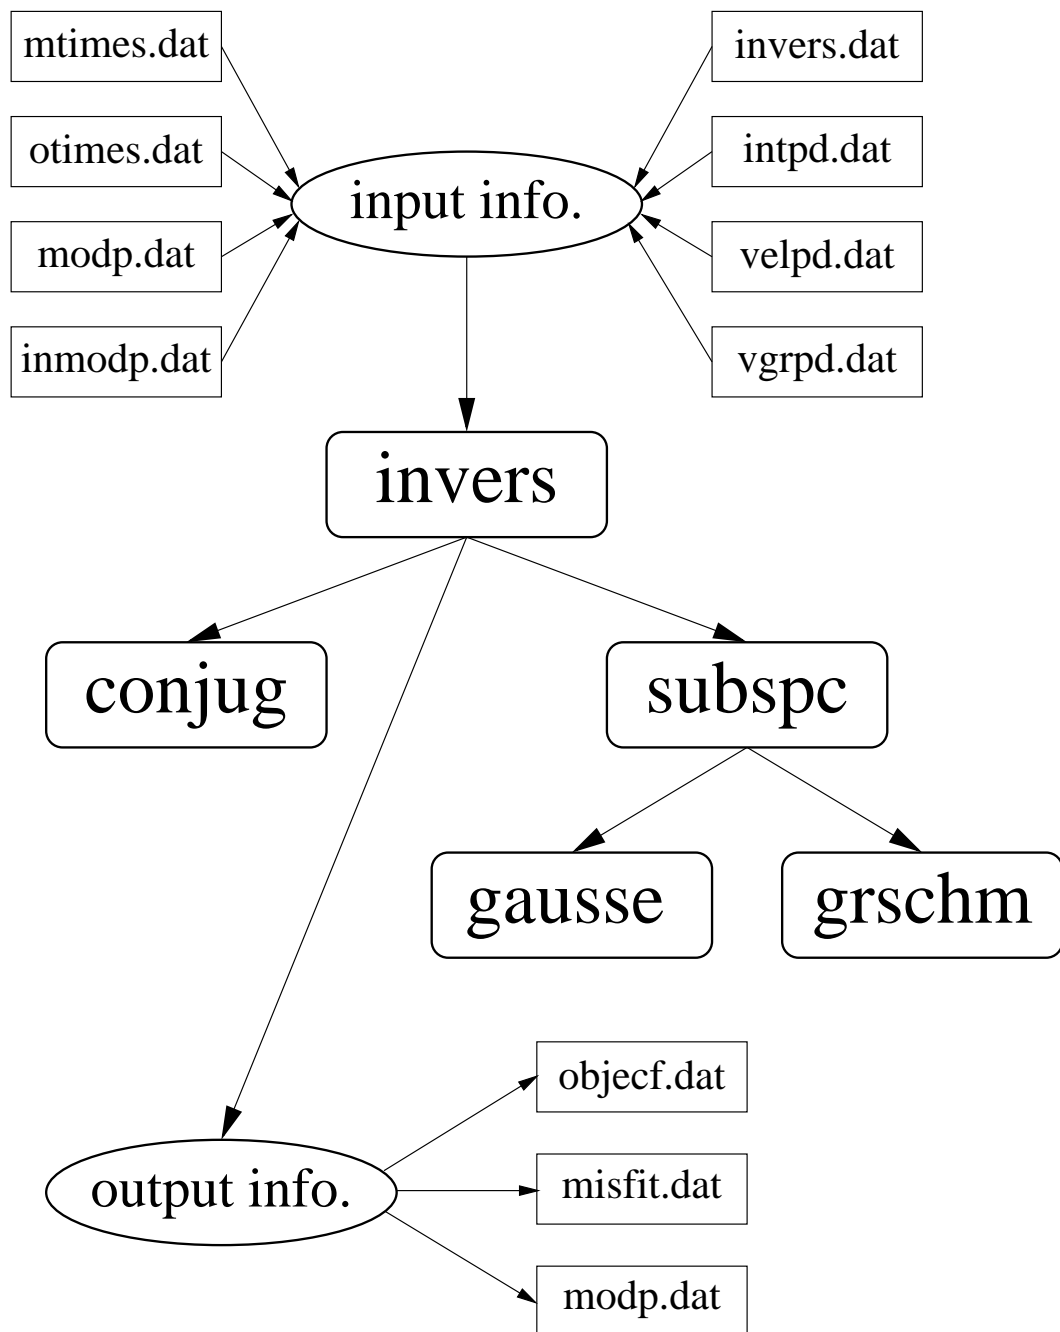 mtimes.dat
invers.dat
otimes.dat
intpd.dat
input info.
modp.dat
velpd.dat
inmodp.dat
vgrpd.dat
invers
conjug
subspc
gausse
grschm
objecf.dat
output info.
misfit.dat
modp.dat